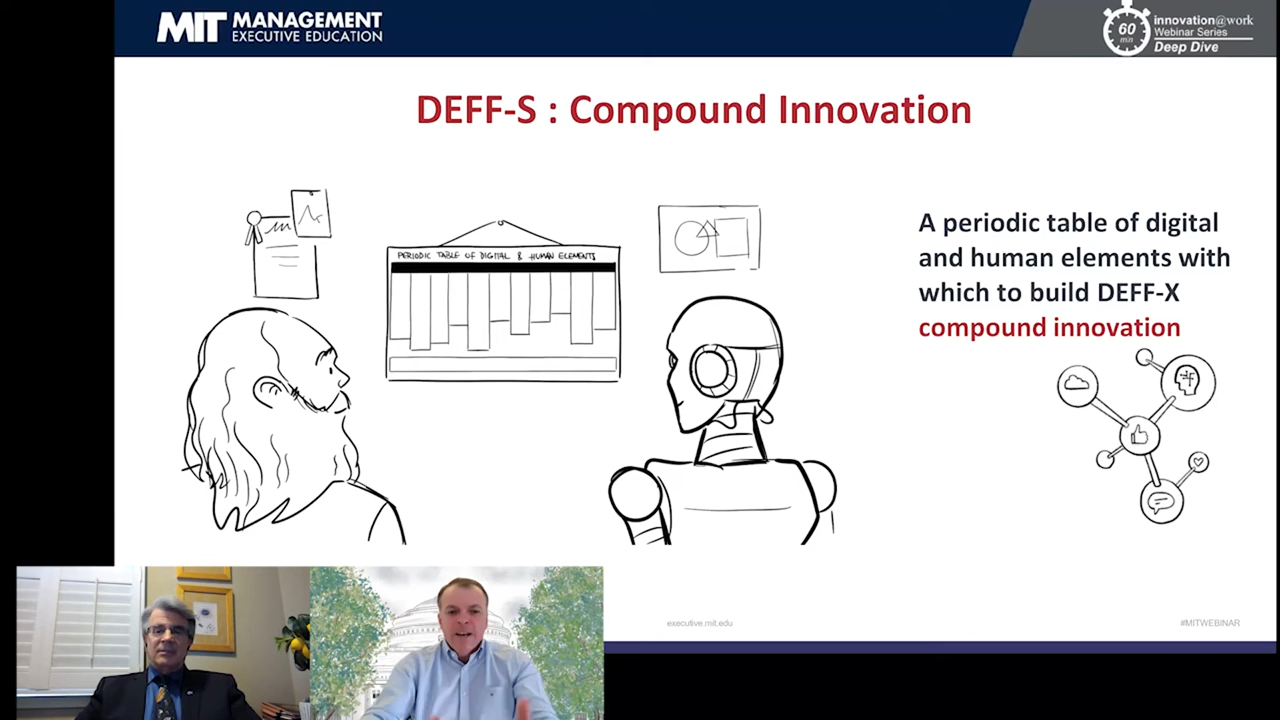 MIT MANAGEMENT
EXECUTIVE EDUCATION
60
min
innovation@work
Webinar Series
Deep Dive
DEFF-S : Compound Innovation
PERIODIC TABLE OF DIGITAL & HUMAN ELEMENTS
A periodic table of digital
and human elements with
which to build DEFF-X
compound innovation
executive.mit.edu
#MITWEBINAR